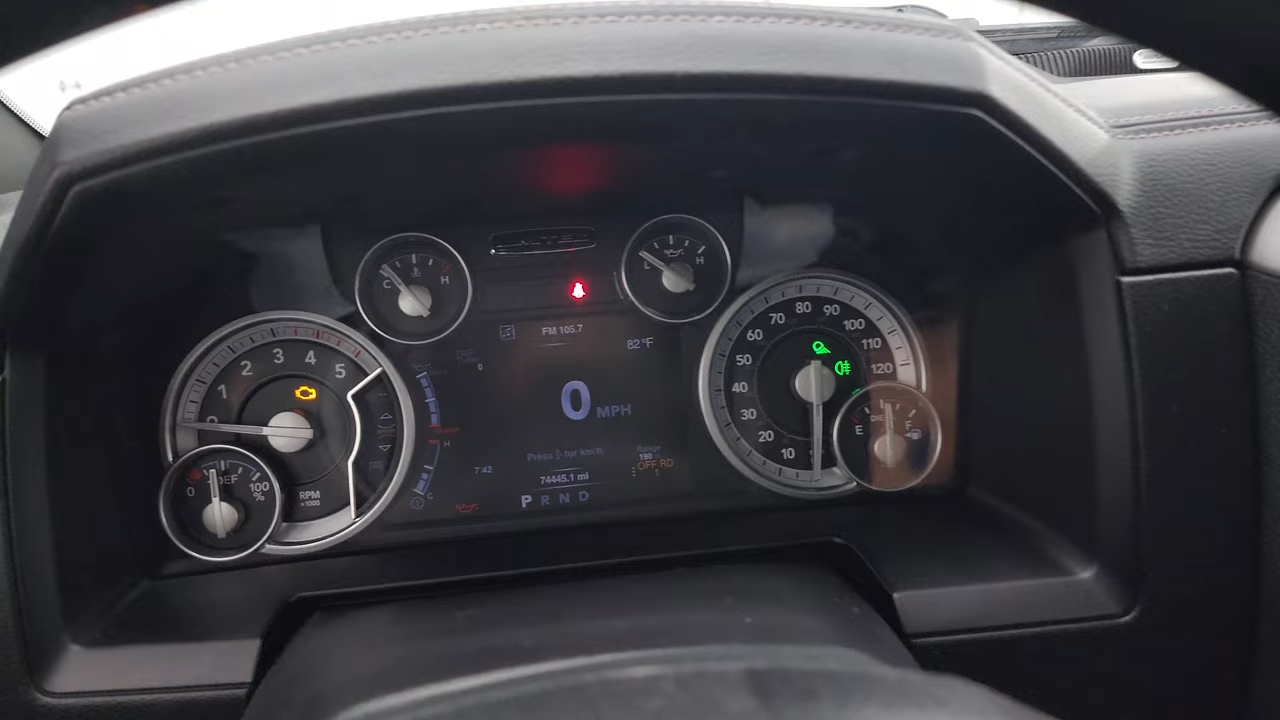 C H
L H
FM 105.7
82°F
0 1 2 3 4 5
RPM
×1000
0 DEF 100
%
0 MPH
Press ▷ for km/h
Range
190
OFF RD
1
7:42
74445.1 mi
P R N D
H
C
10 20 30 40 50 60 70 80 90 100 110 120
E F